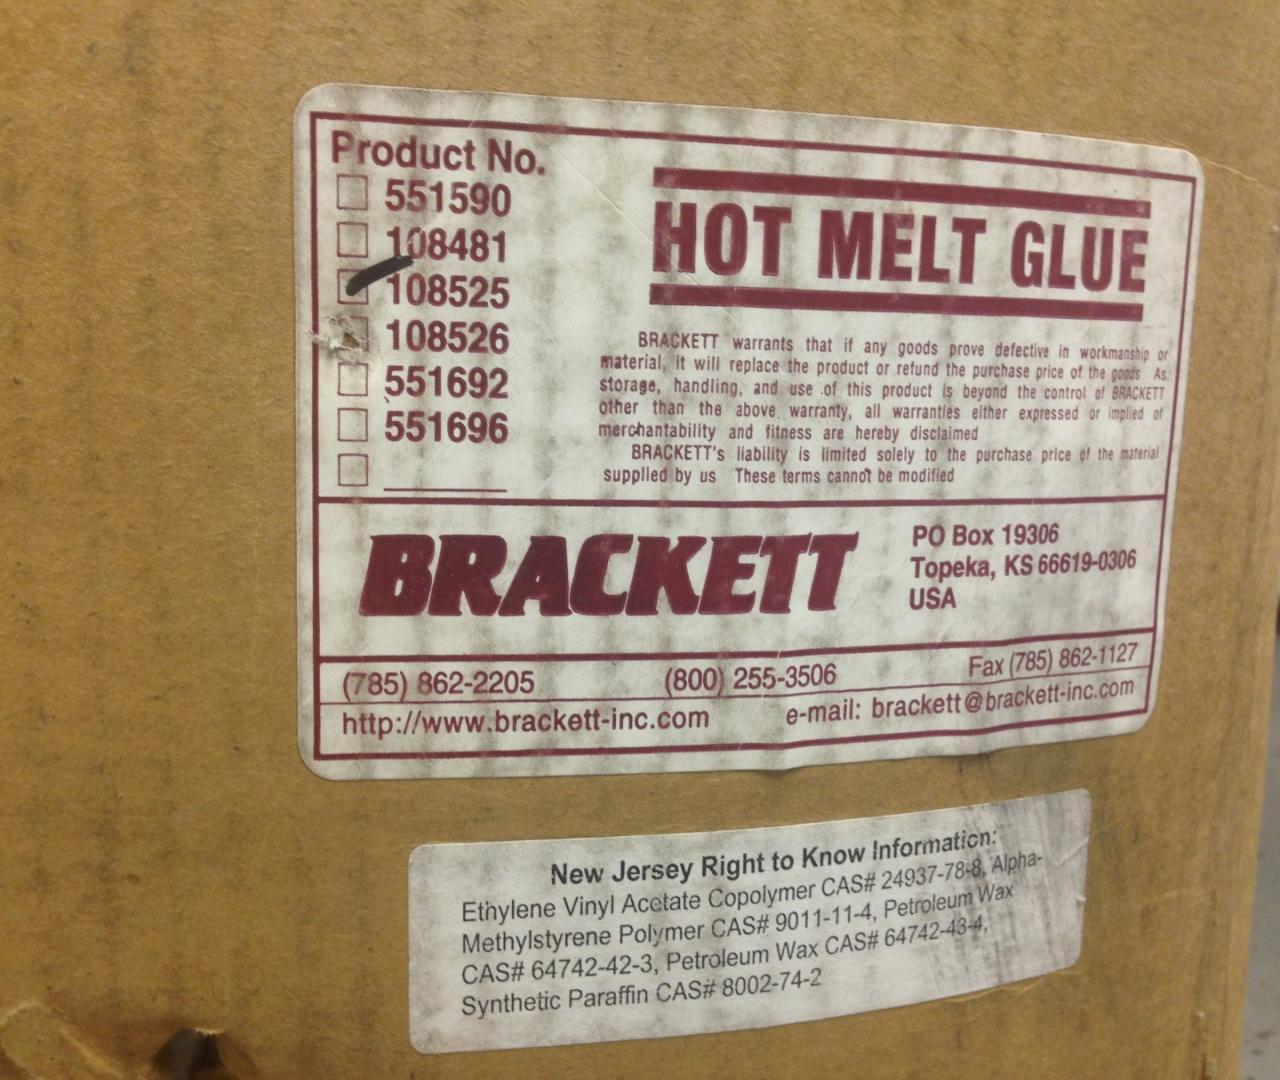 Product No.
551590
108481
108525
108526
551692
551696
HOT MELT GLUE
BRACKETT warrants that if any goods prove defective in workmanship or
material, it will replace the product or refund the purchase price of the goods As
storage, handling, and use of this product is beyond the control of BRACKETT
other than the above warranty, all warranties either expressed or implied of
merchantability and fitness are hereby disclaimed
BRACKETT's liability is limited solely to the purchase price of the material
supplied by us These terms cannot be modified
BRACKETT
PO Box 19306
Topeka, KS 66619-0306
USA
(785) 862-2205 (800) 255-3506 Fax (785) 862-1127
http://www.brackett-inc.com e-mail: brackett@brackett-inc.com
New Jersey Right to Know Information:
Ethylene Vinyl Acetate Copolymer CAS# 24937-78-8, Alpha-
Methylstyrene Polymer CAS# 9011-11-4, Petroleum Wax
CAS# 64742-42-3, Petroleum Wax CAS# 64742-43-4,
Synthetic Paraffin CAS# 8002-74-2